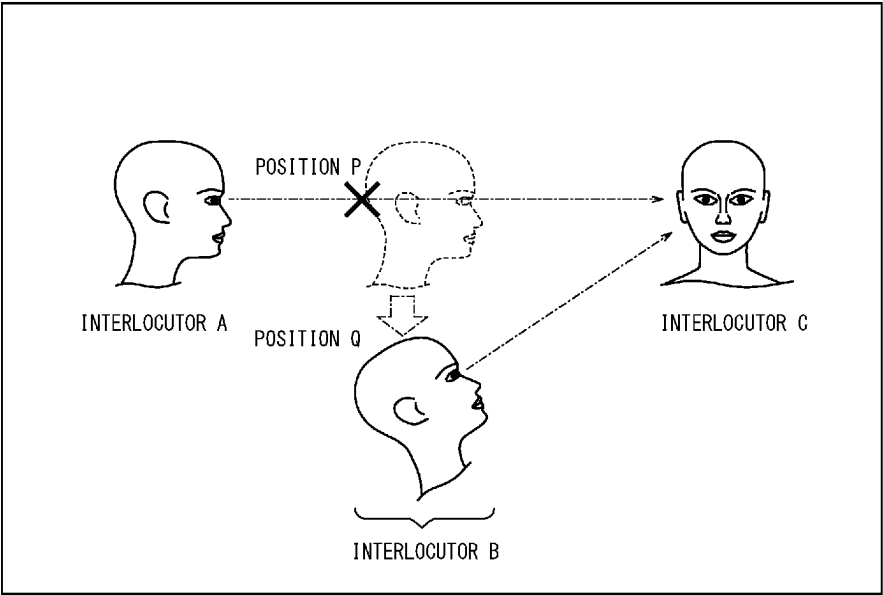 POSITION P
INTERLOCUTOR A
INTERLOCUTOR C
POSITION Q
INTERLOCUTOR B